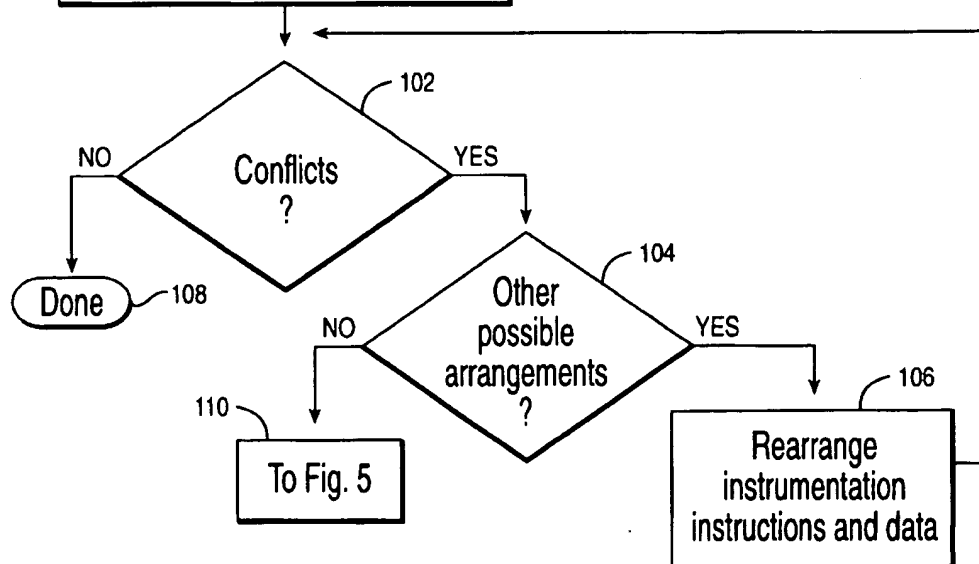 102
NO
YES
Conflicts
?
Done
108
104
Other
possible
arrangements
?
NO
YES
110
To Fig. 5
106
Rearrange
instrumentation
instructions and data